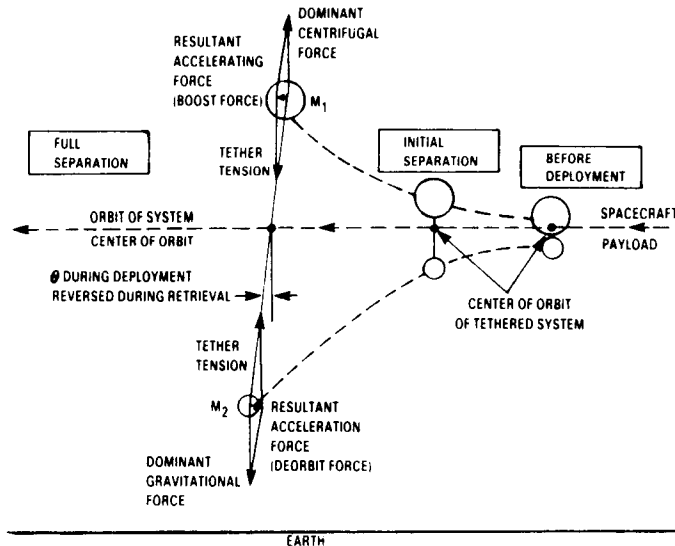 DOMINANT
CENTRIFUGAL
FORCE
RESULTANT
ACCELERATING
FORCE
(BOOST FORCE)
M1
FULL
SEPARATION
TETHER
TENSION
INITIAL
SEPARATION
BEFORE
DEPLOYMENT
ORBIT OF SYSTEM
CENTER OF ORBIT
SPACECRAFT
PAYLOAD
θ DURING DEPLOYMENT
REVERSED DURING RETRIEVAL
CENTER OF ORBIT
OF TETHERED SYSTEM
TETHER
TENSION
M2
RESULTANT
ACCELERATION
FORCE
(DEORBIT FORCE)
DOMINANT
GRAVITATIONAL
FORCE
EARTH